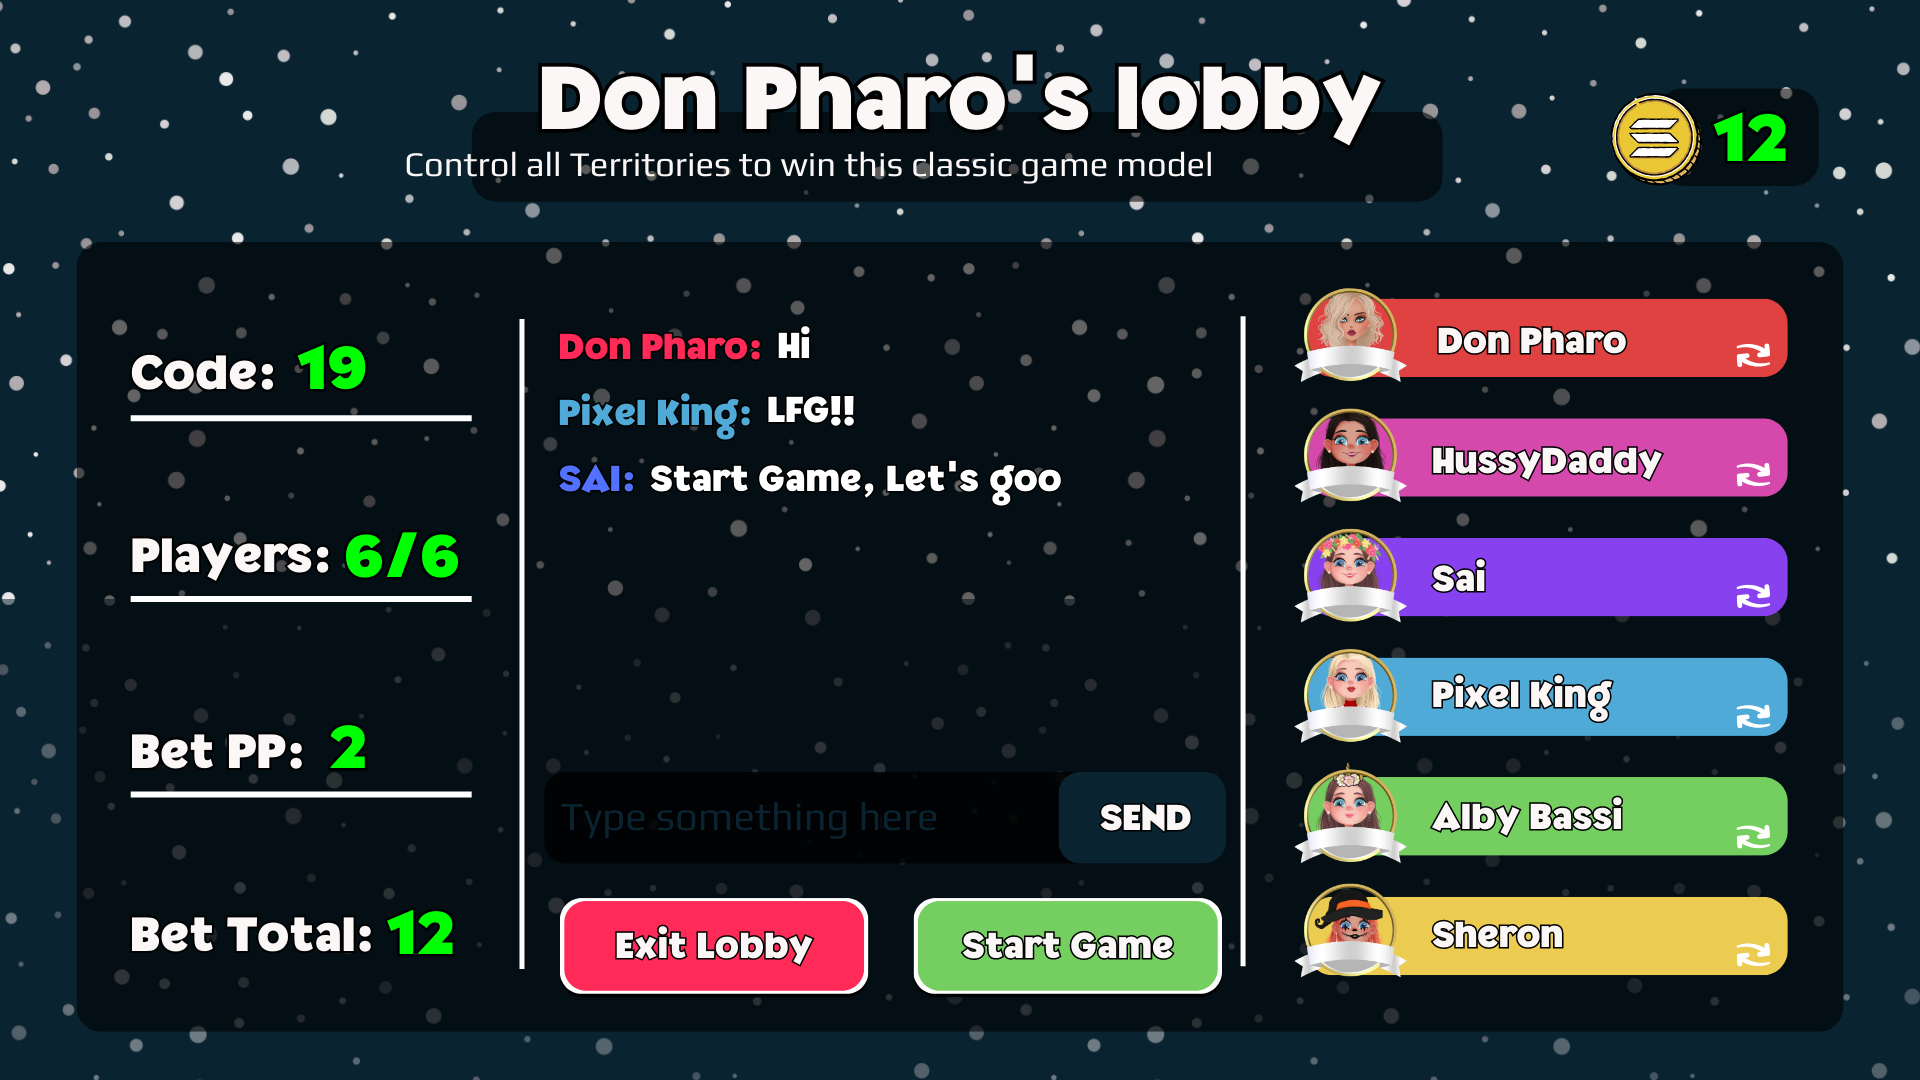 Don Pharo's lobby
Control all Territories to win this classic game model
12
Code: 19
Players: 6/6
Bet PP: 2
Bet Total: 12
Don Pharo: Hi
Pixel King: LFG!!
SAI: Start Game, Let's goo
Type something here
SEND
Exit Lobby
Start Game
Don Pharo
HussyDaddy
Sai
Pixel King
Alby Bassi
Sheron